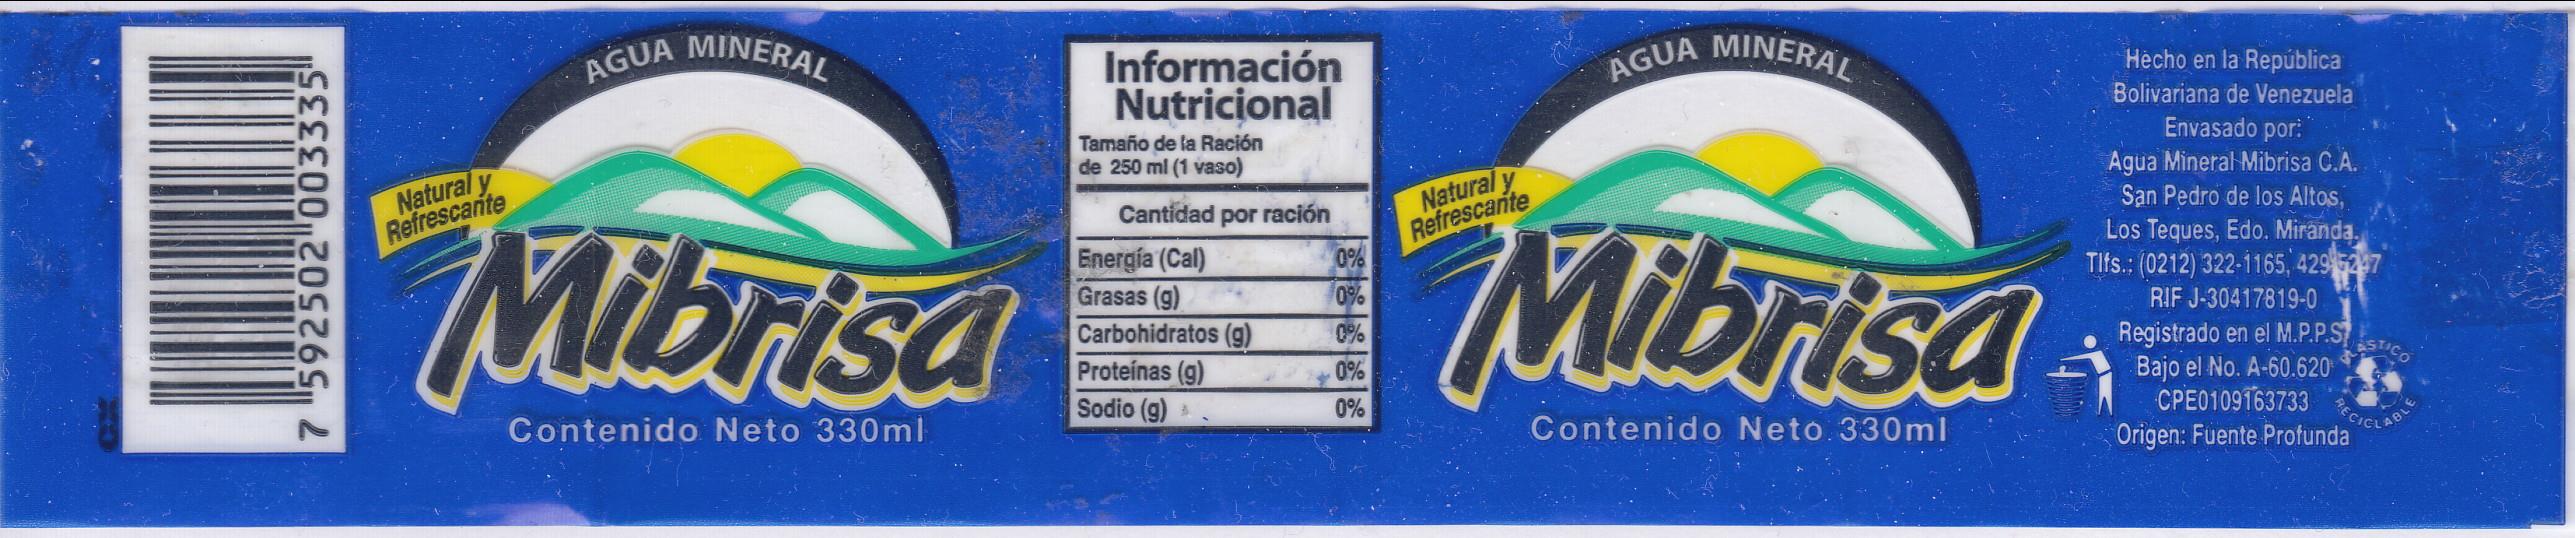 7 592502 003335
AGUA MINERAL
Natural y
Refrescante
Mibrisa
Contenido Neto 330ml
Información
Nutricional
Tamaño de la Ración
de 250 ml (1 vaso)
Cantidad por ración
Energía (Cal) 0%
Grasas (g) 0%
Carbohidratos (g) 0%
Proteínas (g) 0%
Sodio (g) 0%
AGUA MINERAL
Natural y
Refrescante
Mibrisa
Contenido Neto 330ml
Hecho en la República
Bolivariana de Venezuela
Envasado por:
Agua Mineral Mibrisa C.A.
San Pedro de los Altos,
Los Teques, Edo. Miranda.
Tlfs.: (0212) 322-1165,
RIF J-30417819-0
Registrado en el M.P.P.S.
Bajo el No. A-60.620
CPE0109163733
Origen: Fuente Profunda
PLASTICO
RECICLABLE